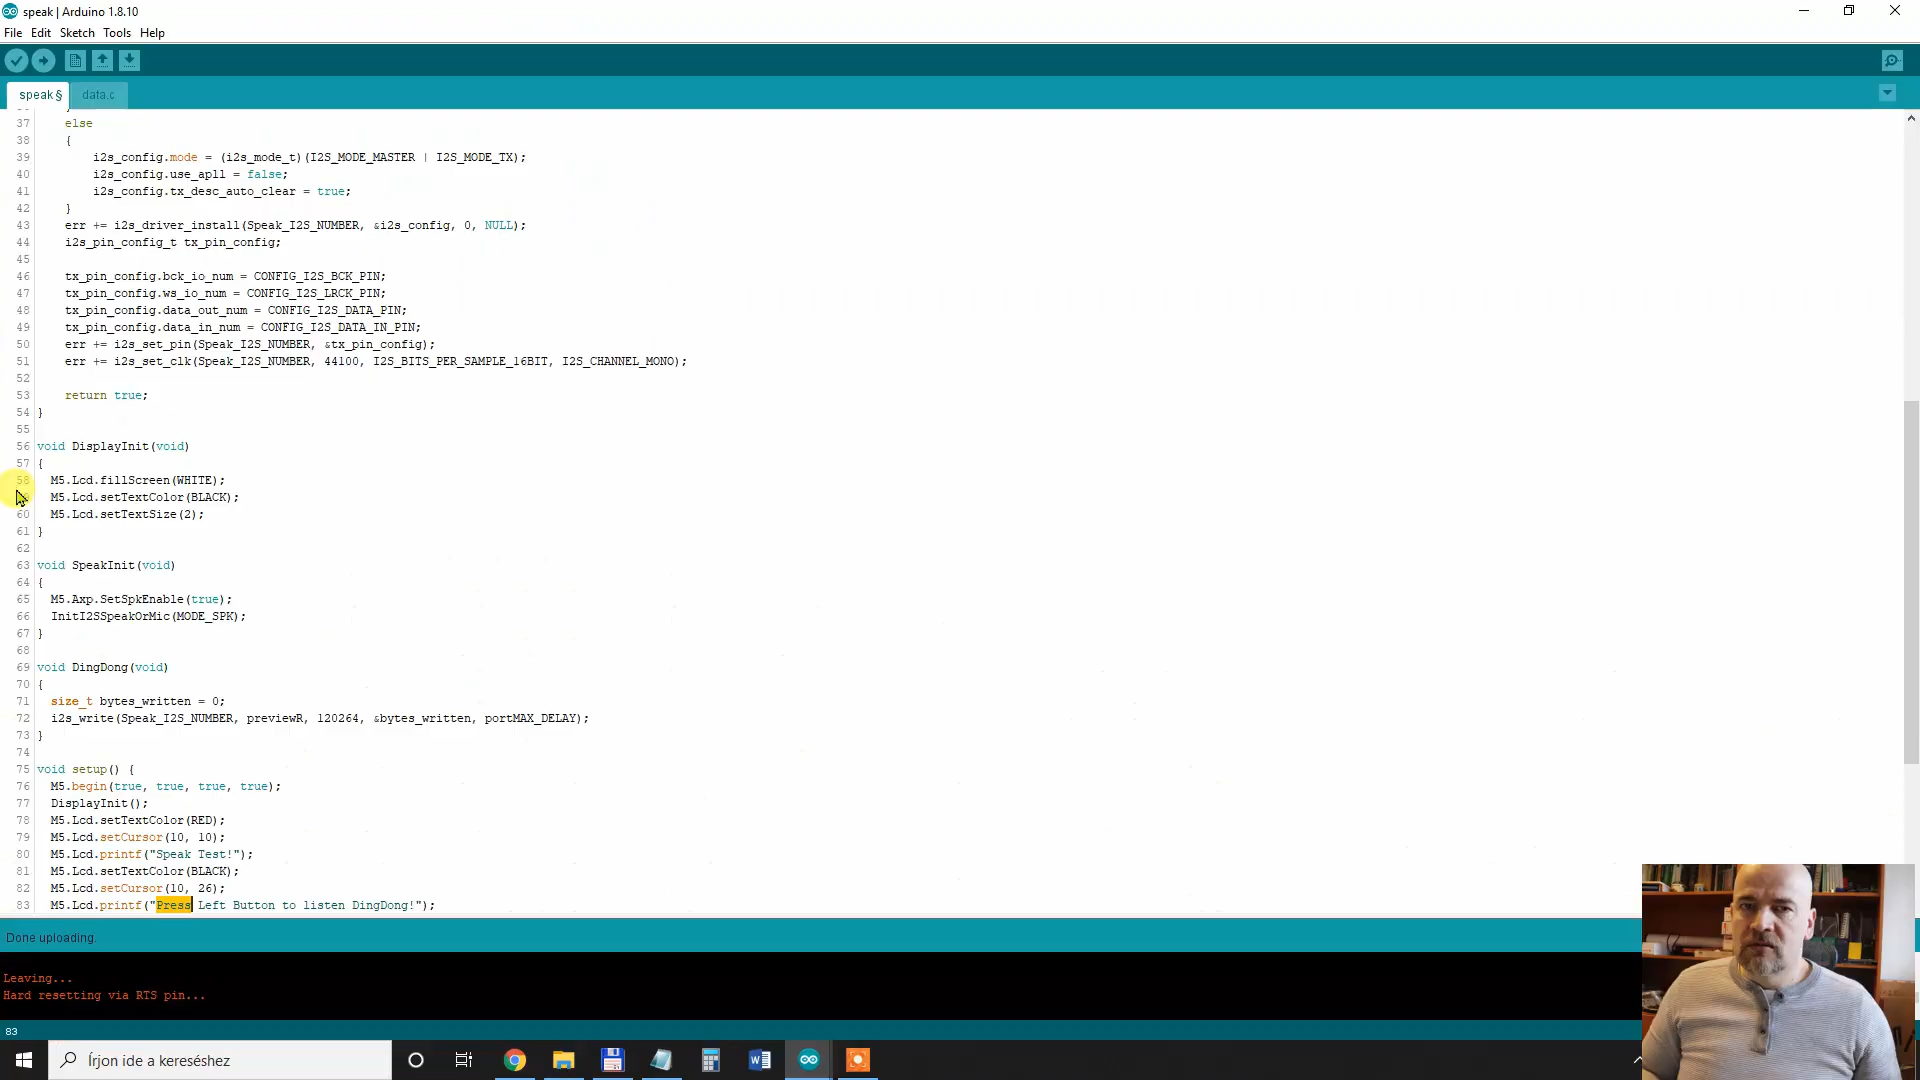 speak | Arduino 1.8.10
File Edit Sketch Tools Help
speak § data.c
37 else
38 {
39 i2s_config.mode = (i2s_mode_t)(I2S_MODE_MASTER | I2S_MODE_TX);
40 i2s_config.use_apll = false;
41 i2s_config.tx_desc_auto_clear = true;
42 }
43 err += i2s_driver_install(Speak_I2S_NUMBER, &i2s_config, 0, NULL);
44 i2s_pin_config_t tx_pin_config;
45
46 tx_pin_config.bck_io_num = CONFIG_I2S_BCK_PIN;
47 tx_pin_config.ws_io_num = CONFIG_I2S_LRCK_PIN;
48 tx_pin_config.data_out_num = CONFIG_I2S_DATA_PIN;
49 tx_pin_config.data_in_num = CONFIG_I2S_DATA_IN_PIN;
50 err += i2s_set_pin(Speak_I2S_NUMBER, &tx_pin_config);
51 err += i2s_set_clk(Speak_I2S_NUMBER, 44100, I2S_BITS_PER_SAMPLE_16BIT, I2S_CHANNEL_MONO);
52
53 return true;
54 }
55
56 void DisplayInit(void)
57 {
58 M5.Lcd.fillScreen(WHITE);
M5.Lcd.setTextColor(BLACK);
60 M5.Lcd.setTextSize(2);
61 }
62
63 void SpeakInit(void)
64 {
65 M5.Axp.SetSpkEnable(true);
66 InitI2SSpeakOrMic(MODE_SPK);
67 }
68
69 void DingDong(void)
70 {
71 size_t bytes_written = 0;
72 i2s_write(Speak_I2S_NUMBER, previewR, 120264, &bytes_written, portMAX_DELAY);
73 }
74
75 void setup() {
76 M5.begin(true, true, true, true);
77 DisplayInit();
78 M5.Lcd.setTextColor(RED);
79 M5.Lcd.setCursor(10, 10);
80 M5.Lcd.printf("Speak Test!");
81 M5.Lcd.setTextColor(BLACK);
82 M5.Lcd.setCursor(10, 26);
83 M5.Lcd.printf("Press Left Button to listen DingDong!");
Done uploading.
Leaving...
Hard resetting via RTS pin...
83
Írjon ide a kereséshez